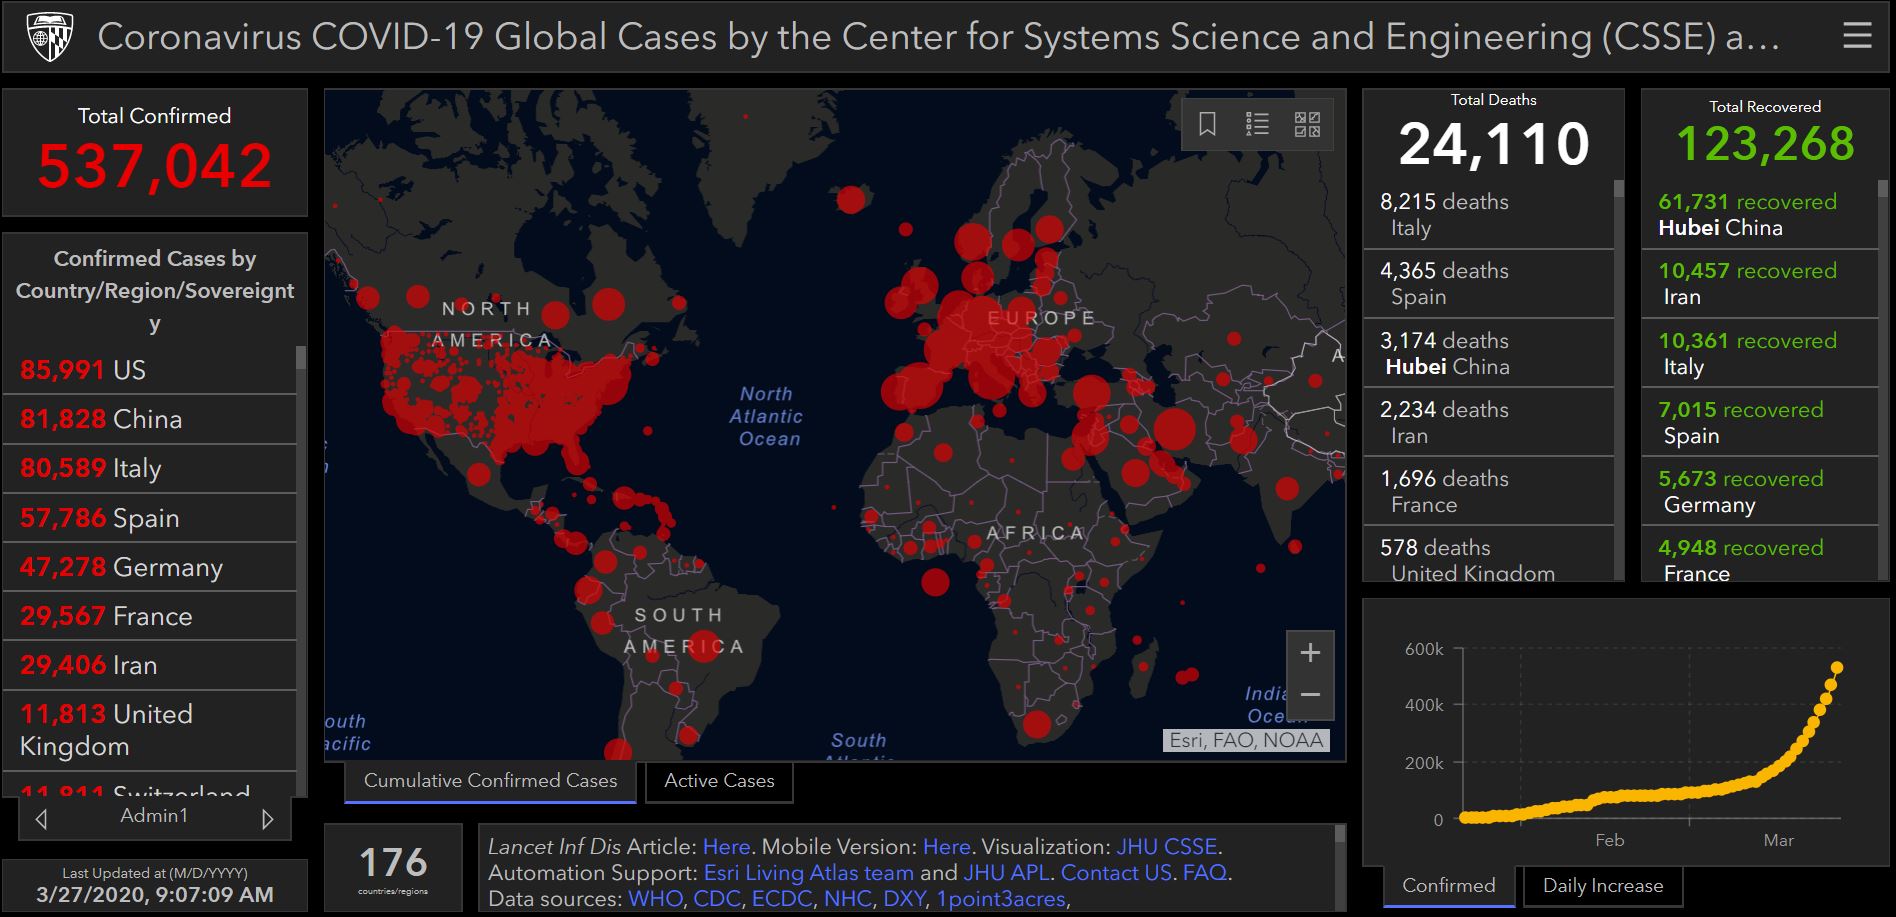 Coronavirus COVID-19 Global Cases by the Center for Systems Science and Engineering (CSSE) a...
Total Confirmed
537,042
Confirmed Cases by
Country/Region/Sovereignt
y
85,991 US
81,828 China
80,589 Italy
57,786 Spain
47,278 Germany
29,567 France
29,406 Iran
11,813 United
Kingdom
11,811 Switzerland
Admin1
Last Updated at (M/D/YYYY)
3/27/2020, 9:07:09 AM
NORTH
AMERICA
EUROPE
A
North
Atlantic
Ocean
AFRICA
SOUTH
AMERICA
outh
acific
South
Atlantic
India
Ocean
+
−
Esri, FAO, NOAA
Cumulative Confirmed Cases
Active Cases
176
countries/regions
Lancet Inf Dis Article: Here. Mobile Version: Here. Visualization: JHU CSSE.
Automation Support: Esri Living Atlas team and JHU APL. Contact US. FAQ.
Data sources: WHO, CDC, ECDC, NHC, DXY, 1point3acres,
Total Deaths
24,110
8,215 deaths
Italy
4,365 deaths
Spain
3,174 deaths
Hubei China
2,234 deaths
Iran
1,696 deaths
France
578 deaths
United Kingdom
Total Recovered
123,268
61,731 recovered
Hubei China
10,457 recovered
Iran
10,361 recovered
Italy
7,015 recovered
Spain
5,673 recovered
Germany
4,948 recovered
France
600k
400k
200k
0
Feb
Mar
Confirmed
Daily Increase